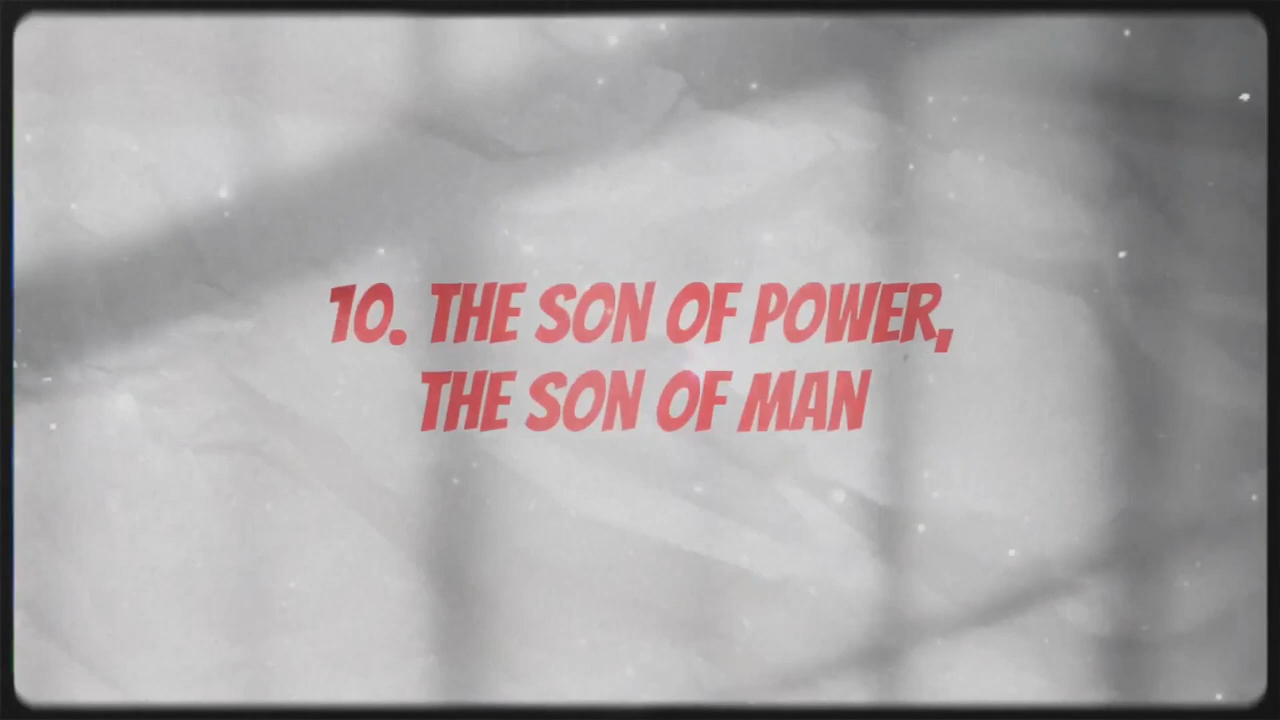 10. THE SON OF POWER,
THE SON OF MAN